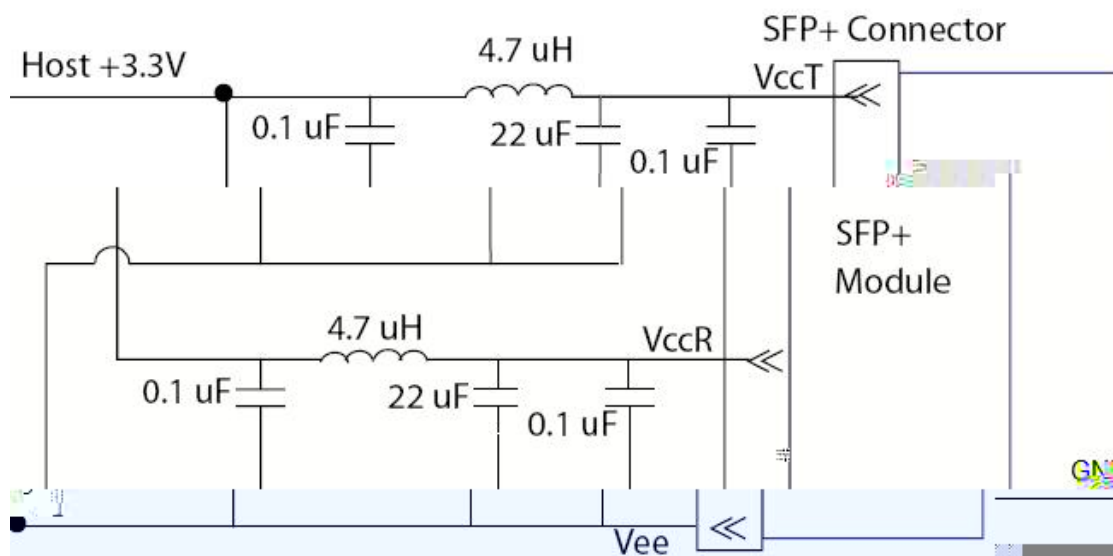 SFP+ Connector
4.7 uH
Host +3.3V
VccT
0.1 uF
22 uF
0.1 uF
SFP+
Module
4.7 uH
VccR
0.1 uF
22 uF
0.1 uF
Vee